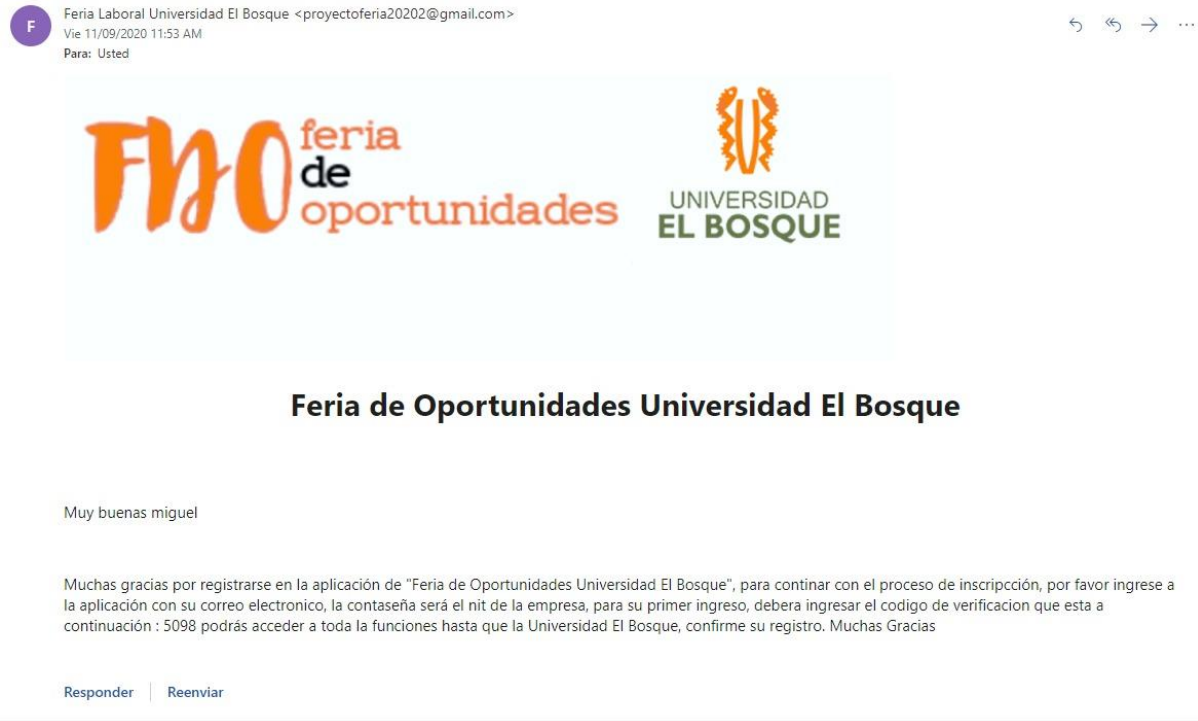 F
Feria Laboral Universidad El Bosque <proyectoferia20202@gmail.com>
Vie 11/09/2020 11:53 AM
Para: Usted
FDO feria
de
oportunidades
UNIVERSIDAD
EL BOSQUE
Feria de Oportunidades Universidad El Bosque
Muy buenas miguel
Muchas gracias por registrarse en la aplicación de "Feria de Oportunidades Universidad El Bosque", para continar con el proceso de inscripcción, por favor ingrese a
la aplicación con su correo electronico, la contaseña será el nit de la empresa, para su primer ingreso, debera ingresar el codigo de verificacion que esta a
continuación : 5098 podrás acceder a toda la funciones hasta que la Universidad El Bosque, confirme su registro. Muchas Gracias
Responder
Reenviar